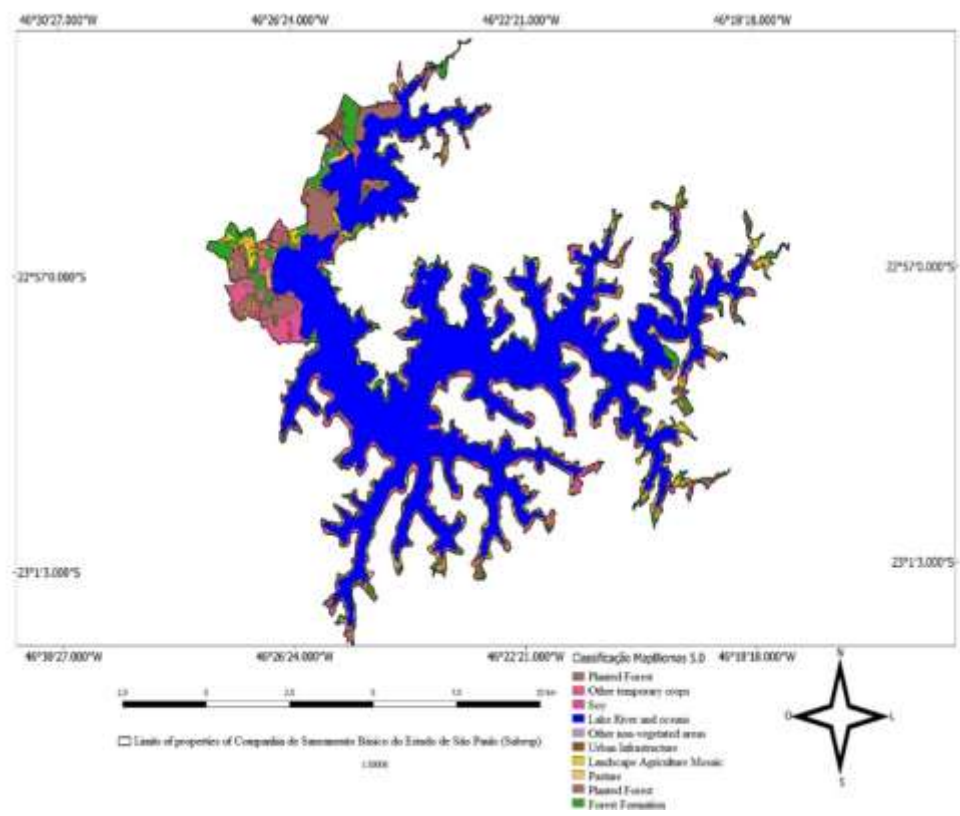 46°30'27.000"W 46°26'24.000"W 46°22'21.000"W 46°18'18.000"W
22°57'0.000"S 22°57'0.000"S
23°1'3.000"S 23°1'3.000"S
46°30'27.000"W 46°26'24.000"W 46°22'21.000"W 46°18'18.000"W
Classificação MapBiomas 5.0
Planted Forest
Other temporary crops
Soy
Lake River and oceans
Other non-vegetated areas
Urban Infrastructure
Landscape Agriculture Mosaic
Pasture
Planted Forest
Forest Formation
Limits of properties of Companhia de Saneamento Básico do Estado de São Paulo (Sabesp)
N
O L
S